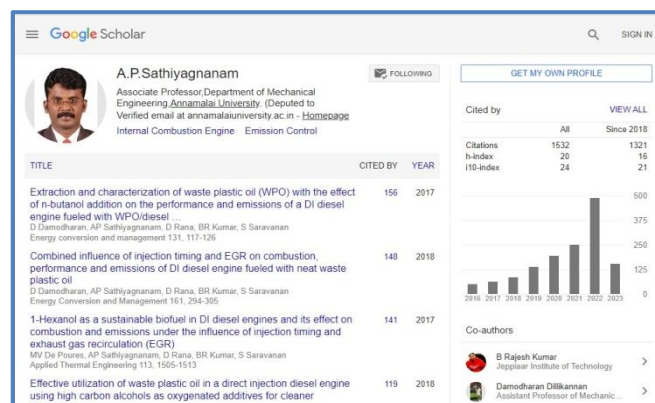 Google Scholar
SIGN IN
A.P.Sathiyagnanam
FOLLOWING
Associate Professor,Department of Mechanical
Engineering,Annamalai University. (Deputed to
Verified email at annamalaiuniversity.ac.in - Homepage
Internal Combustion Engine Emission Control
TITLE CITED BY YEAR
Extraction and characterization of waste plastic oil (WPO) with the effect 156 2017
of n-butanol addition on the performance and emissions of a DI diesel
engine fueled with WPO/diesel ...
D Damodharan, AP Sathiyagnanam, D Rana, BR Kumar, S Saravanan
Energy conversion and management 131, 117-126
Combined influence of injection timing and EGR on combustion, 148 2018
performance and emissions of DI diesel engine fueled with neat waste
plastic oil
D Damodharan, AP Sathiyagnanam, D Rana, BR Kumar, S Saravanan
Energy Conversion and Management 161, 294-305
1-Hexanol as a sustainable biofuel in DI diesel engines and its effect on 141 2017
combustion and emissions under the influence of injection timing and
exhaust gas recirculation (EGR)
MV De Poures, AP Sathiyagnanam, D Rana, BR Kumar, S Saravanan
Applied Thermal Engineering 113, 1505-1513
Effective utilization of waste plastic oil in a direct injection diesel engine 119 2018
using high carbon alcohols as oxygenated additives for cleaner
GET MY OWN PROFILE
Cited by VIEW ALL
All Since 2018
Citations 1532 1321
h-index 20 16
i10-index 24 21
500
375
250
125
0
2016 2017 2018 2019 2020 2021 2022 2023
Co-authors
B Rajesh Kumar
Jeppiaar Institute of Technology
Damodharan Dillikannan
Assistant Professor of Mechanic...